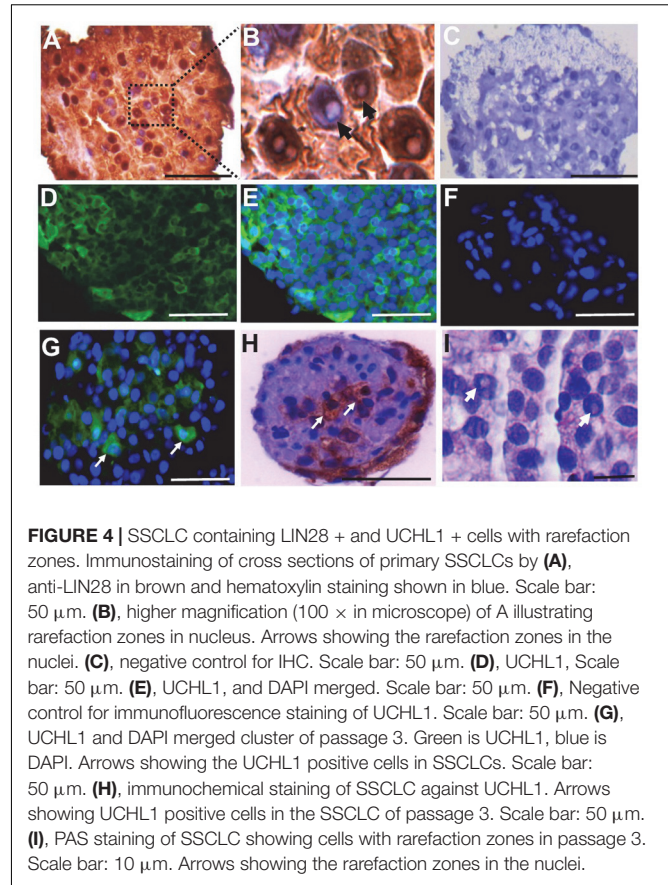 A
B
C
D
E
F
G
H
I
FIGURE 4 | SSCLC containing LIN28 + and UCHL1 + cells with rarefaction
zones. Immunostaining of cross sections of primary SSCLCs by (A),
anti-LIN28 in brown and hematoxylin staining shown in blue. Scale bar:
50 μm. (B), higher magnification (100 × in microscope) of A illustrating
rarefaction zones in nucleus. Arrows showing the rarefaction zones in the
nuclei. (C), negative control for IHC. Scale bar: 50 μm. (D), UCHL1, Scale
bar: 50 μm. (E), UCHL1, and DAPI merged. Scale bar: 50 μm. (F), Negative
control for immunofluorescence staining of UCHL1. Scale bar: 50 μm. (G),
UCHL1 and DAPI merged cluster of passage 3. Green is UCHL1, blue is
DAPI. Arrows showing the UCHL1 positive cells in SSCLCs. Scale bar:
50 μm. (H), immunochemical staining of SSCLC against UCHL1. Arrows
showing UCHL1 positive cells in the SSCLC of passage 3. Scale bar: 50 μm.
(I), PAS staining of SSCLC showing cells with rarefaction zones in passage 3.
Scale bar: 10 μm. Arrows showing the rarefaction zones in the nuclei.